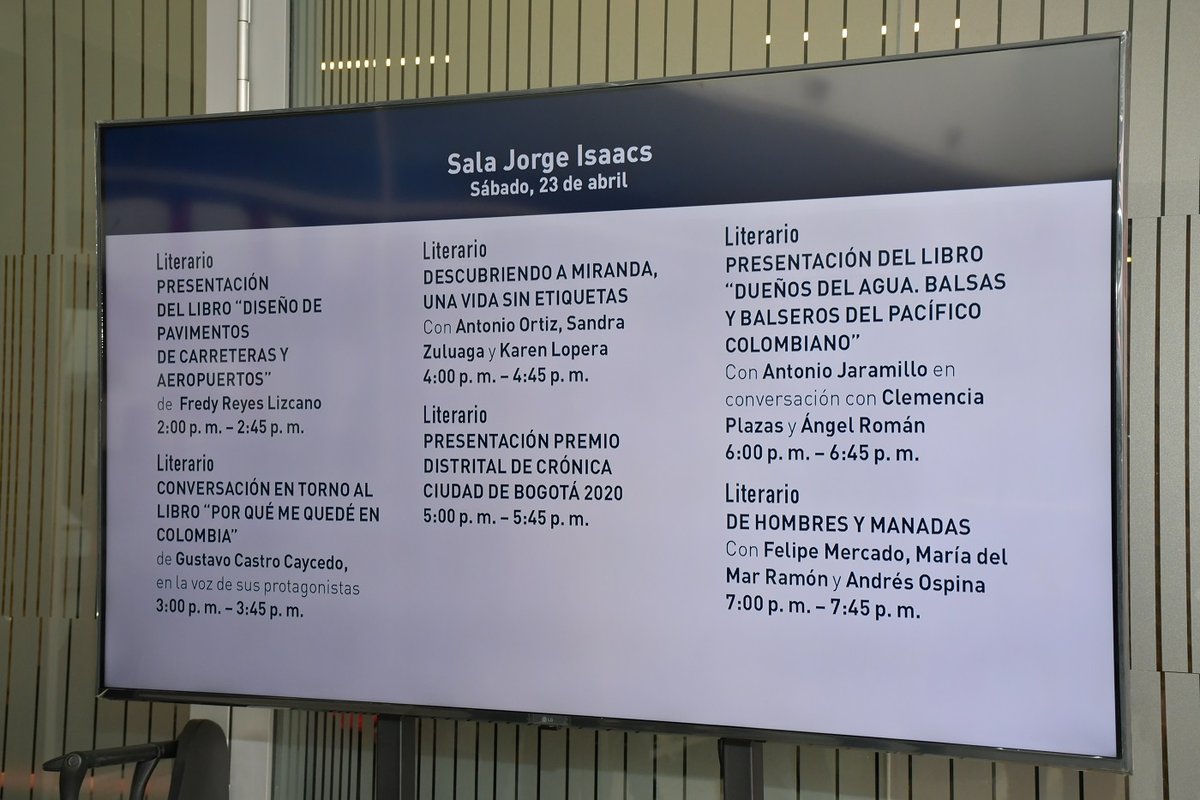 Sala Jorge Isaacs
Sábado, 23 de abril
Literario
PRESENTACIÓN
DEL LIBRO “DISEÑO DE
PAVIMENTOS
DE CARRETERAS Y
AEROPUERTOS”
de Fredy Reyes Lizcano
2:00 p. m. – 2:45 p. m.
Literario
CONVERSACIÓN EN TORNO AL
LIBRO “POR QUÉ ME QUEDÉ EN
COLOMBIA”
de Gustavo Castro Caycedo,
en la voz de sus protagonistas
3:00 p. m. – 3:45 p. m.
Literario
DESCUBRIENDO A MIRANDA,
UNA VIDA SIN ETIQUETAS
Con Antonio Ortiz, Sandra
Zuluaga y Karen Lopera
4:00 p. m. – 4:45 p. m.
Literario
PRESENTACIÓN PREMIO
DISTRITAL DE CRÓNICA
CIUDAD DE BOGOTÁ 2020
5:00 p. m. – 5:45 p. m.
Literario
PRESENTACIÓN DEL LIBRO
“DUEÑOS DEL AGUA. BALSAS
Y BALSEROS DEL PACÍFICO
COLOMBIANO”
Con Antonio Jaramillo en
conversación con Clemencia
Plazas y Ángel Román
6:00 p. m. – 6:45 p. m.
Literario
DE HOMBRES Y MANADAS
Con Felipe Mercado, María del
Mar Ramón y Andrés Ospina
7:00 p. m. – 7:45 p. m.
LG